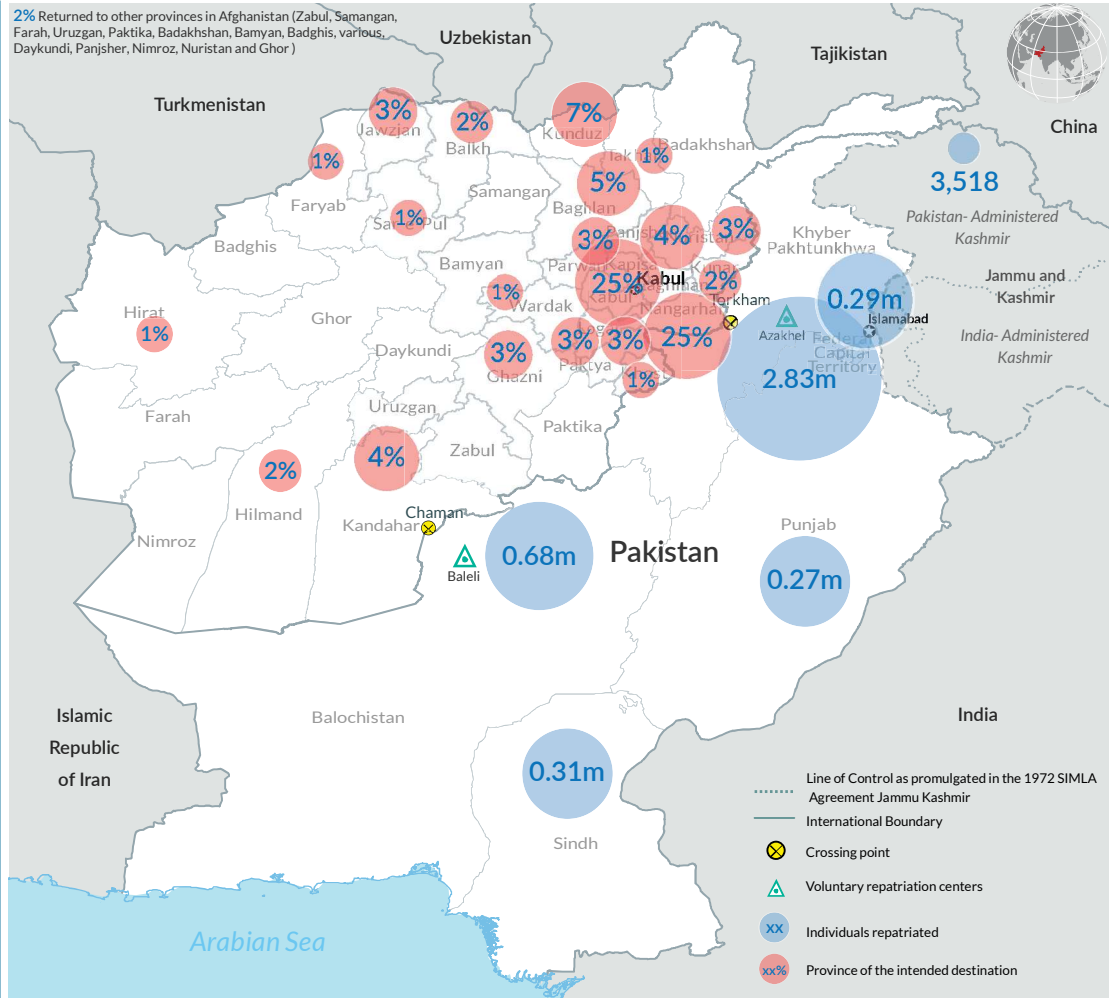 2% Returned to other provinces in Afghanistan (Zabul, Samangan,
Farah, Uruzgan, Paktika, Badakhshan, Bamyan, Badghis, various,
Daykundi, Panjsher, Nimroz, Nuristan and Ghor )
Uzbekistan
Tajikistan
Turkmenistan
China
3%
Jawzjan
2%
Balkh
7%
Kunduz
1%
Badakhshan
1%
Faryab
Samangan
5%
Baghlan
3,518
Pakistan- Administered
Kashmir
1%
Badghis
3%
4%
3%
Khyber
Pakhtunkhwa
Bamyan
Parwan
Kapisa
25%
Kabul
Kabul
Kunar
2%
Jammu and
Kashmir
1%
Wardak
Nangarhar
Torkham
0.29m
Islamabad
Azakhel
Federal
Capital
Territory
India- Administered
Kashmir
Hirat
1%
Ghor
Daykundi
3%
Ghazni
3%
Paktya
3%
25%
1%
2.83m
Farah
Uruzgan
Zabul
Paktika
4%
2%
Hilmand
Kandahar
Chaman
Nimroz
Baleli
0.68m
Pakistan
Punjab
0.27m
Islamic
Republic
of Iran
Balochistan
India
0.31m
Sindh
Arabian Sea
Line of Control as promulgated in the 1972 SIMLA
Agreement Jammu Kashmir
International Boundary
Crossing point
Voluntary repatriation centers
xx
Individuals repatriated
xx%
Province of the intended destination